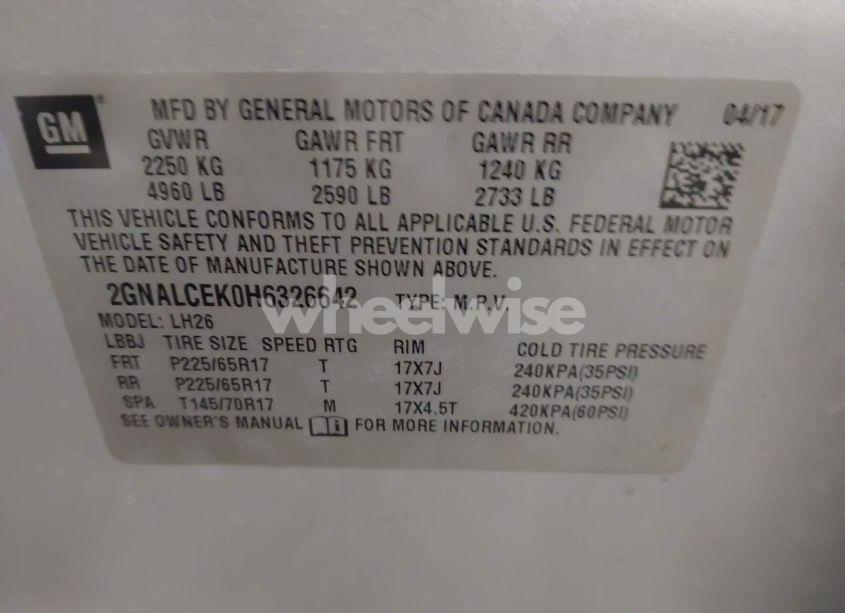 GM ® MFD BY GENERAL MOTORS OF CANADA COMPANY 04/17
GVWR GAWR FRT GAWR RR
2250 KG 1175 KG 1240 KG
4960 LB 2590 LB 2733 LB
THIS VEHICLE CONFORMS TO ALL APPLICABLE U.S. FEDERAL MOTOR
VEHICLE SAFETY AND THEFT PREVENTION STANDARDS IN EFFECT ON
THE DATE OF MANUFACTURE SHOWN ABOVE.
2GNALCEK0H6326642 TYPE: M.P.V.
wheelwise
MODEL: LH26
LBBJ TIRE SIZE SPEED RTG RIM COLD TIRE PRESSURE
FRT P225/65R17 T 17X7J 240KPA(35PSI)
RR P225/65R17 T 17X7J 240KPA(35PSI)
SPA T145/70R17 M 17X4.5T 420KPA(60PSI)
SEE OWNER'S MANUAL i FOR MORE INFORMATION.